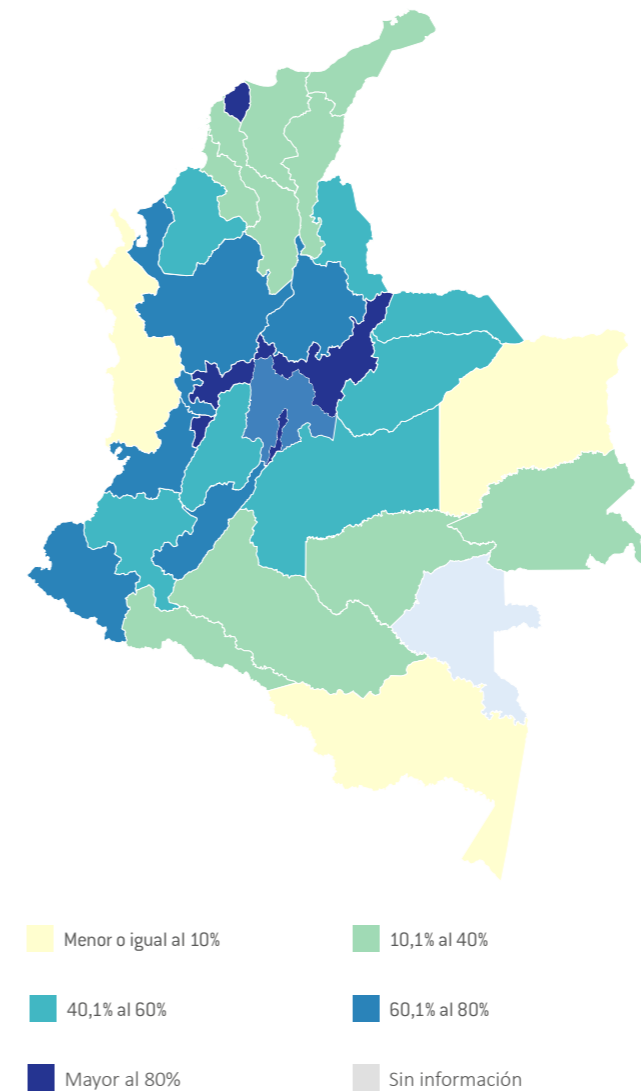 Menor o igual al 10%
10,1% al 40%
40,1% al 60%
60,1% al 80%
Mayor al 80%
Sin información